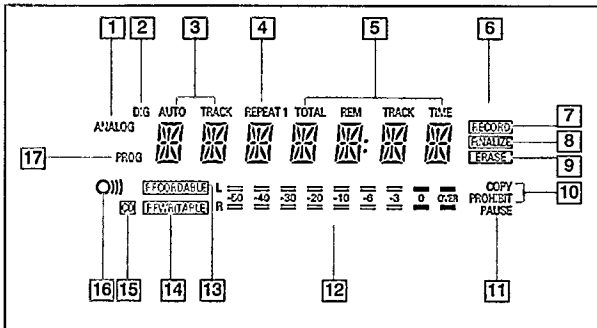 1 2 3 4 5 6
DIG AUTO TRACK REPEAT 1 TOTAL REM TRACK TIME
ANALOG
RECORD 7
FINALIZE 8
17 PROG
ERASE 9
RECORDABLE L COPY
-60 -40 -30 -20 -10 -6 -3 0 OVER PROHIBIT 10
CD REWRITABLE R PAUSE
16 15 14 13 12 11